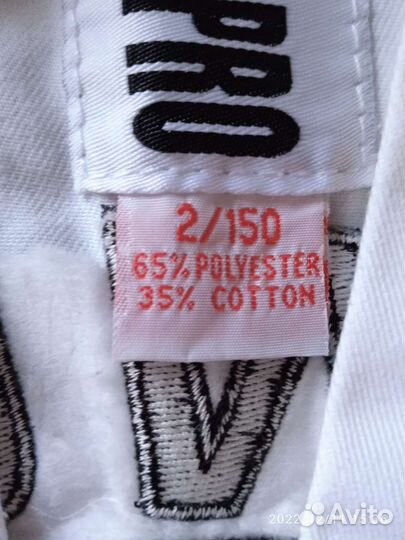 PRO
2/150
65% POLYESTER
35% COTTON
V
2022
Avito